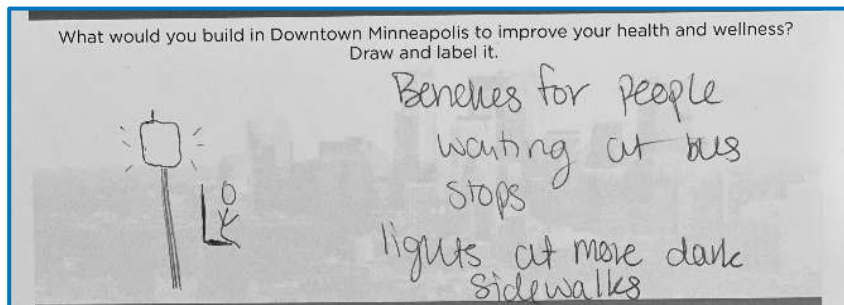 What would you build in Downtown Minneapolis to improve your health and wellness?
Draw and label it.
Benches for people
waiting at bus
stops
lights at more dark
sidewalks